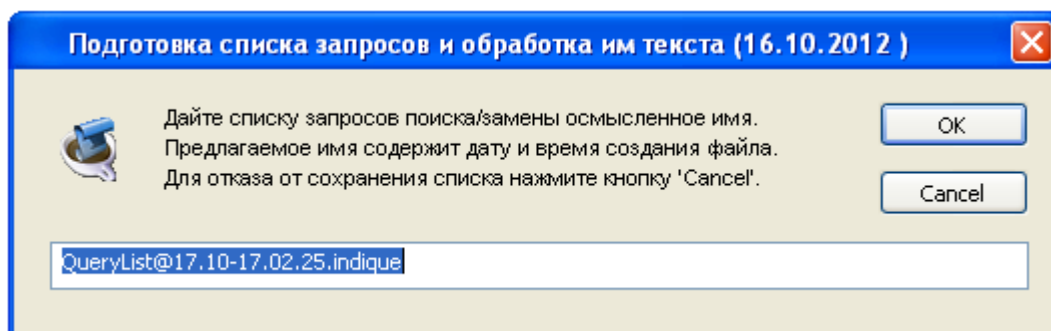 Подготовка списка запросов и обработка им текста (16.10.2012 )
Дайте списку запросов поиска/замены осмысленное имя.
Предлагаемое имя содержит дату и время создания файла.
Для отказа от сохранения списка нажмите кнопку 'Cancel'.
OK
Cancel
QueryList@17.10-17.02.25.indique